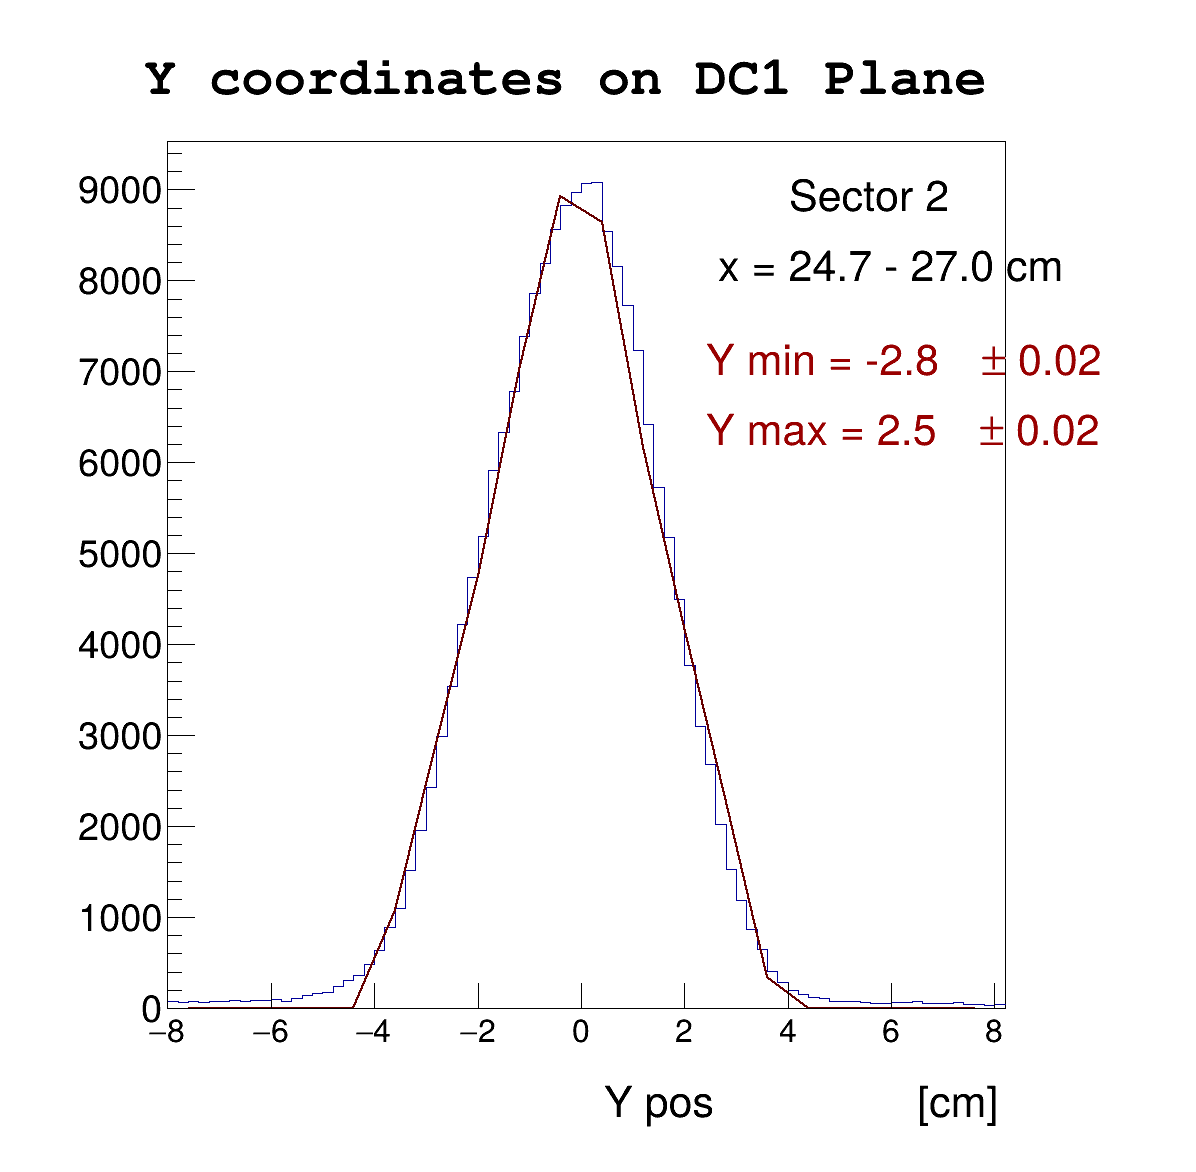 Y coordinates on DC1 Plane
Sector 2
x = 24.7 - 27.0 cm
Y min = -2.8 ± 0.02
Y max = 2.5 ± 0.02
9000
8000
7000
6000
5000
4000
3000
2000
1000
0
−8 −6 −4 −2 0 2 4 6 8
Y pos [cm]